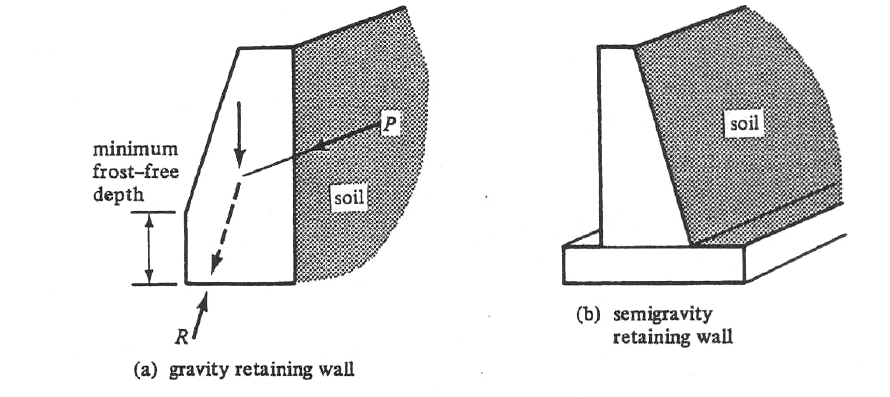 minimum
frost-free
depth
P
soil
R
(a) gravity retaining wall
soil
(b) semigravity
retaining wall